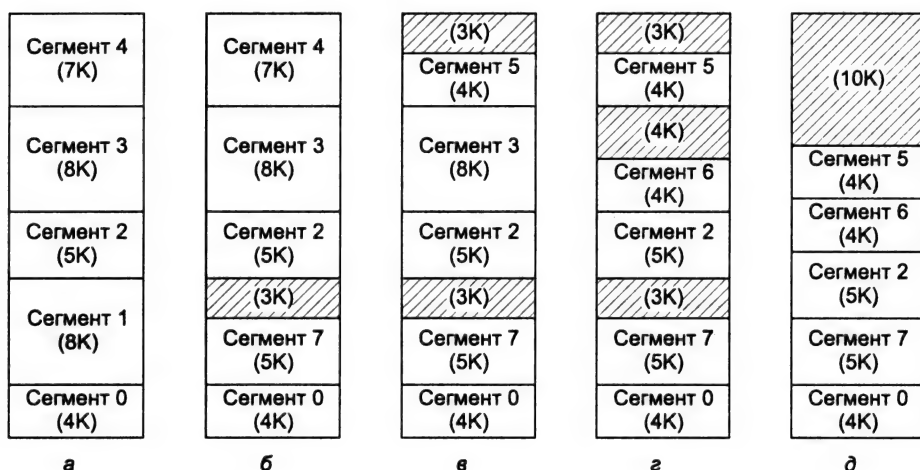 Сегмент 4
(7K)
Сегмент 3
(8K)
Сегмент 2
(5K)
Сегмент 1
(8K)
Сегмент 0
(4K)
а
Сегмент 4
(7K)
Сегмент 3
(8K)
Сегмент 2
(5K)
(3K)
Сегмент 7
(5K)
Сегмент 0
(4K)
б
(3K)
Сегмент 5
(4K)
Сегмент 3
(8K)
Сегмент 2
(5K)
(3K)
Сегмент 7
(5K)
Сегмент 0
(4K)
в
(3K)
Сегмент 5
(4K)
(4K)
Сегмент 6
(4K)
Сегмент 2
(5K)
(3K)
Сегмент 7
(5K)
Сегмент 0
(4K)
г
(10K)
Сегмент 5
(4K)
Сегмент 6
(4K)
Сегмент 2
(5K)
Сегмент 7
(5K)
Сегмент 0
(4K)
д